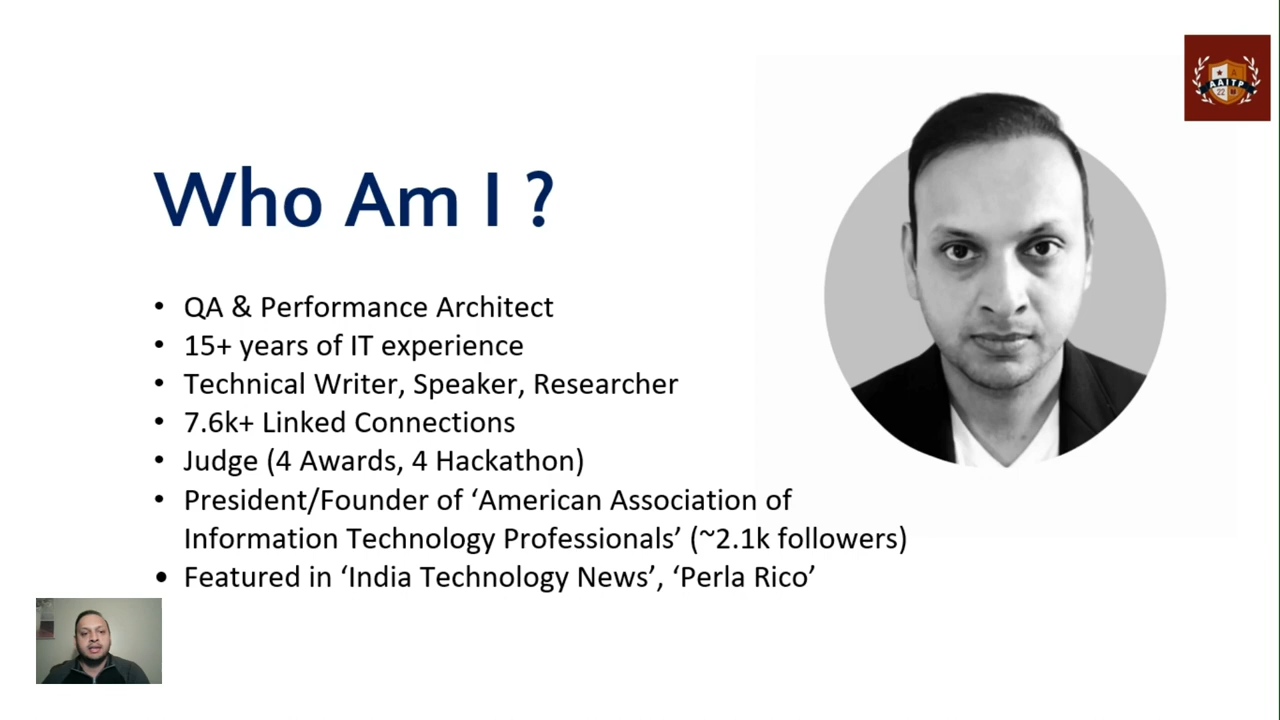 AAITP
22
Who Am I ?
• QA & Performance Architect
• 15+ years of IT experience
• Technical Writer, Speaker, Researcher
• 7.6k+ Linked Connections
• Judge (4 Awards, 4 Hackathon)
• President/Founder of ‘American Association of
Information Technology Professionals’ (~2.1k followers)
• Featured in ‘India Technology News’, ‘Perla Rico’